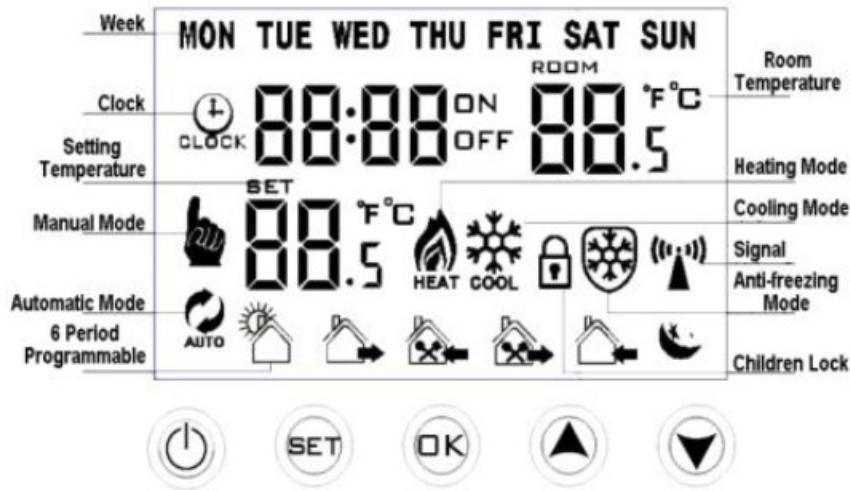 Week
MON TUE WED THU FRI SAT SUN
ROOM
Room
Temperature
Clock
88:88
ON
OFF
88.5
°F°C
CLOCK
Setting
Temperature
SET
88.5
°F°C
Heating Mode
Manual Mode
Cooling Mode
HEAT
COOL
Signal
Anti-freezing
Mode
Automatic Mode
AUTO
6 Period
Programmable
Children Lock
SET
OK